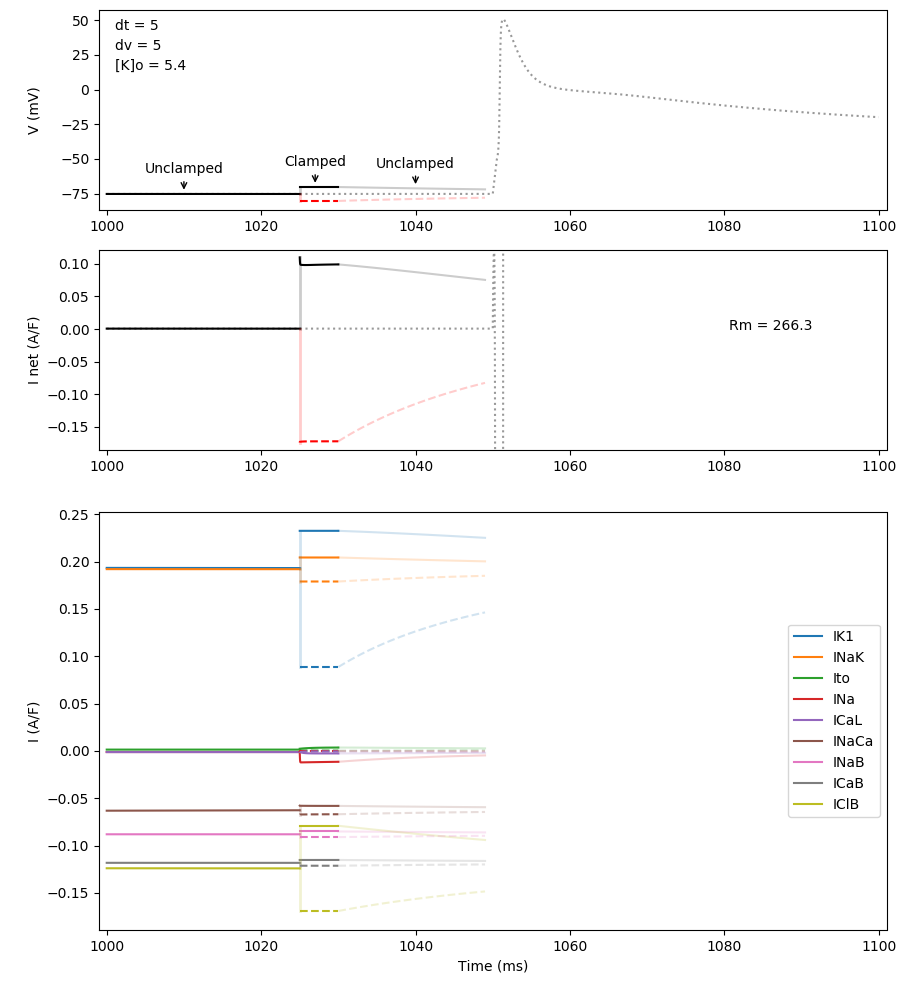 50
25
0
−25
−50
−75
V (mV)
dt = 5
dv = 5
[K]o = 5.4
Unclamped
Clamped
Unclamped
1000 1020 1040 1060 1080 1100
0.10
0.05
0.00
−0.05
−0.10
−0.15
I net (A/F)
Rm = 266.3
1000 1020 1040 1060 1080 1100
0.25
0.20
0.15
0.10
0.05
0.00
−0.05
−0.10
−0.15
I (A/F)
IK1
INaK
Ito
INa
ICaL
INaCa
INaB
ICaB
IClB
1000 1020 1040 1060 1080 1100
Time (ms)